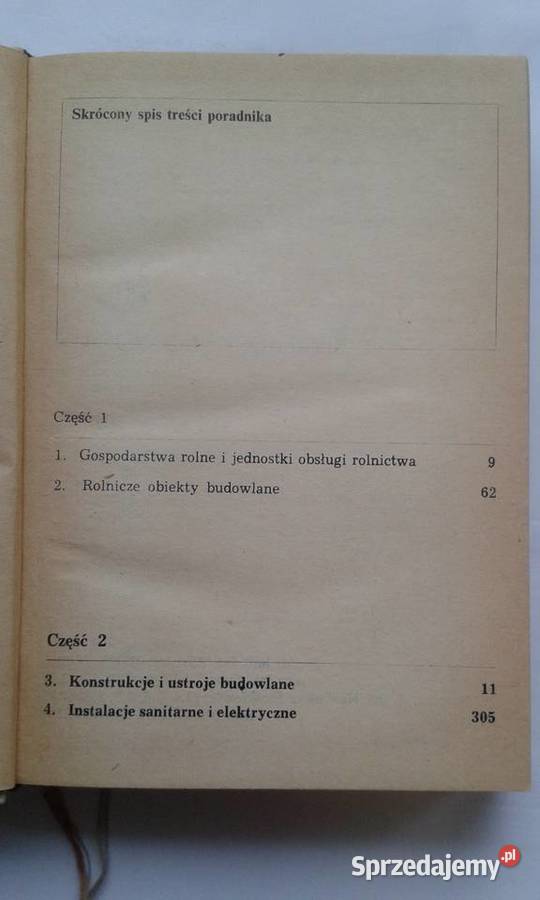 Skrócony spis treści poradnika
Część 1
1. Gospodarstwa rolne i jednostki obsługi rolnictwa 9
2. Rolnicze obiekty budowlane 62
Część 2
3. Konstrukcje i ustroje budowlane 11
4. Instalacje sanitarne i elektryczne 305
Sprzedajemy.pl